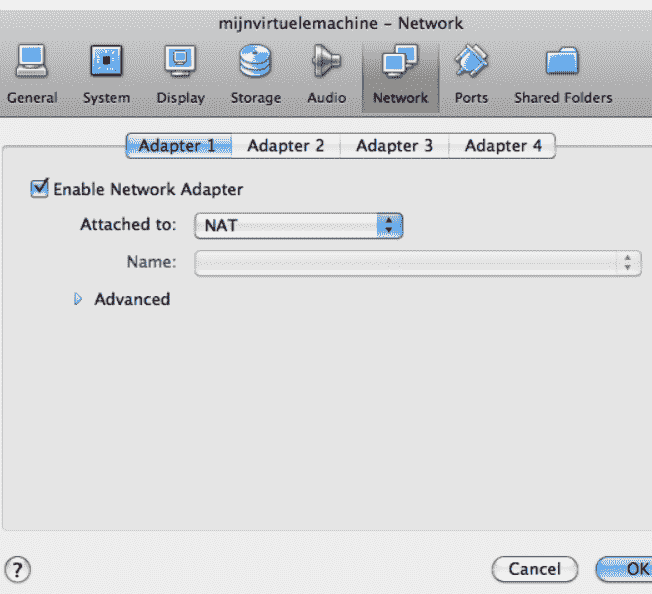 mijnvirtuelemachine – Network
General System Display Storage Audio Network Ports Shared Folders
Adapter 1 Adapter 2 Adapter 3 Adapter 4
Enable Network Adapter
Attached to: NAT
Name:
Advanced
? Cancel OK